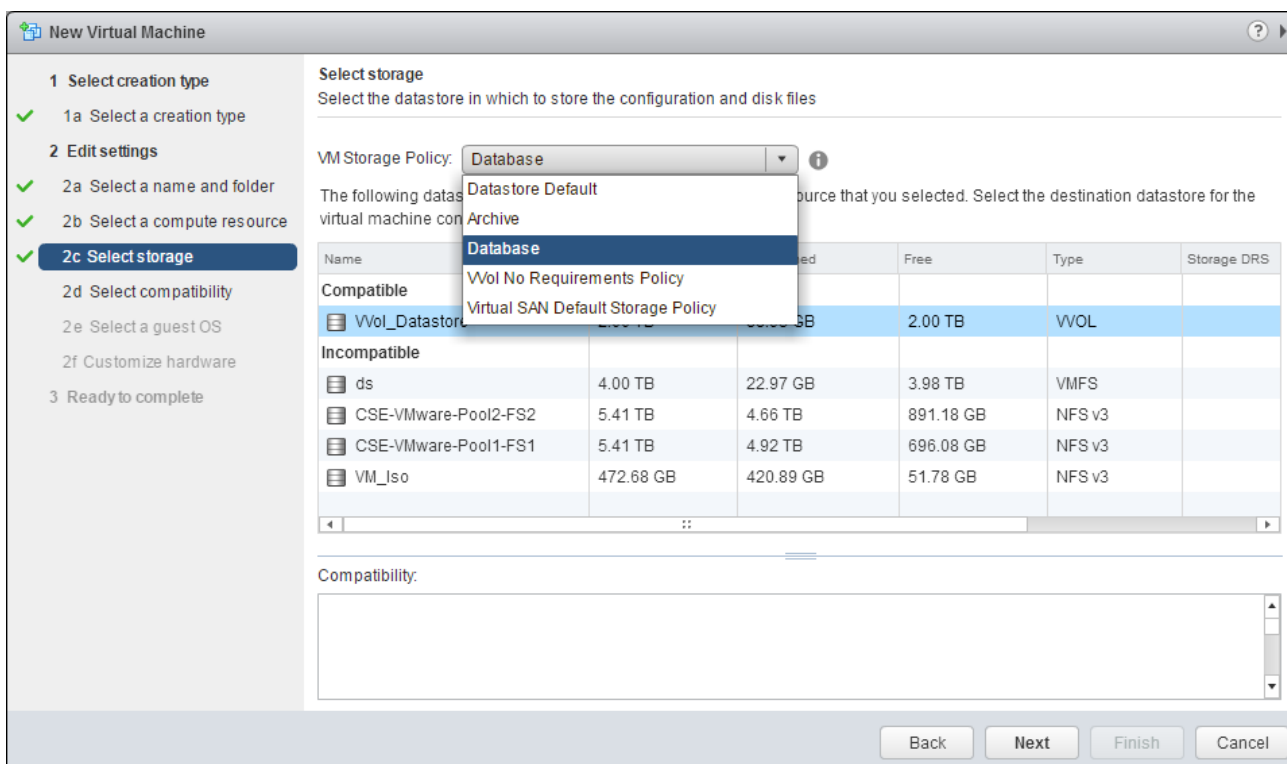 New Virtual Machine
?
1 Select creation type
1a Select a creation type
2 Edit settings
2a Select a name and folder
2b Select a compute resource
2c Select storage
2d Select compatibility
2e Select a guest OS
2f Customize hardware
3 Ready to complete
Select storage
Select the datastore in which to store the configuration and disk files
VM Storage Policy: Database
Datastore Default
Archive
Database
VVol No Requirements Policy
Virtual SAN Default Storage Policy
The following datas urce that you selected. Select the destination datastore for the
virtual machine con
Name ed Free Type Storage DRS
Compatible
VVol_Datastore GB 2.00 TB VVOL
Incompatible
ds 4.00 TB 22.97 GB 3.98 TB VMFS
CSE-VMware-Pool2-FS2 5.41 TB 4.66 TB 891.18 GB NFS v3
CSE-VMware-Pool1-FS1 5.41 TB 4.92 TB 696.08 GB NFS v3
VM_Iso 472.68 GB 420.89 GB 51.78 GB NFS v3
Compatibility:
Back Next Finish Cancel